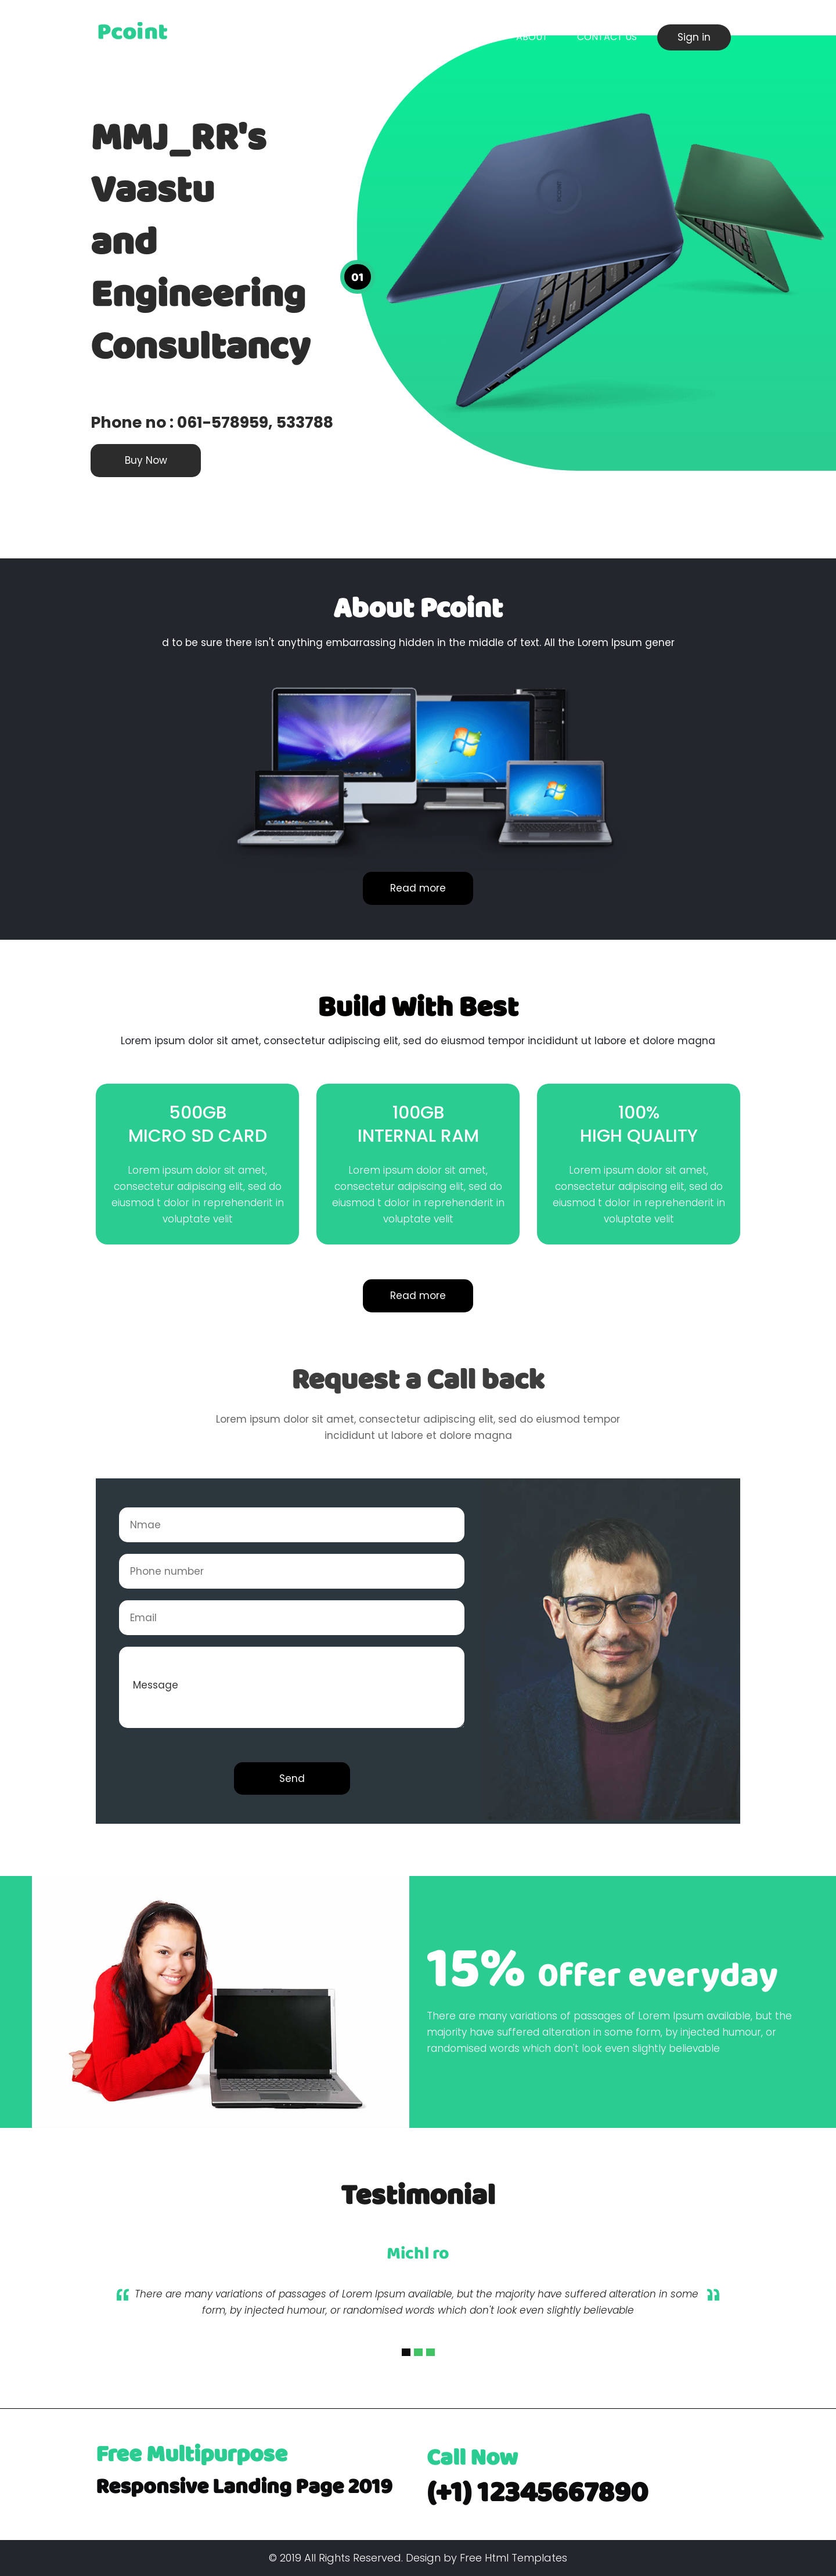 Pcoint
ABOUT CONTACT US Sign in
MMJ_RR's
Vaastu
and
Engineering
Consultancy
01
Phone no : 061-578959, 533788
Buy Now
About Pcoint
d to be sure there isn't anything embarrassing hidden in the middle of text. All the Lorem Ipsum gener
Read more
Build With Best
Lorem ipsum dolor sit amet, consectetur adipiscing elit, sed do eiusmod tempor incididunt ut labore et dolore magna
500GB
MICRO SD CARD
Lorem ipsum dolor sit amet,
consectetur adipiscing elit, sed do
eiusmod t dolor in reprehenderit in
voluptate velit
100GB
INTERNAL RAM
Lorem ipsum dolor sit amet,
consectetur adipiscing elit, sed do
eiusmod t dolor in reprehenderit in
voluptate velit
100%
HIGH QUALITY
Lorem ipsum dolor sit amet,
consectetur adipiscing elit, sed do
eiusmod t dolor in reprehenderit in
voluptate velit
Read more
Request a Call back
Lorem ipsum dolor sit amet, consectetur adipiscing elit, sed do eiusmod tempor
incididunt ut labore et dolore magna
Nmae
Phone number
Email
Message
Send
15% Offer everyday
There are many variations of passages of Lorem Ipsum available, but the
majority have suffered alteration in some form, by injected humour, or
randomised words which don't look even slightly believable
Testimonial
Michl ro
“ There are many variations of passages of Lorem Ipsum available, but the majority have suffered alteration in some ”
form, by injected humour, or randomised words which don't look even slightly believable
Free Multipurpose
Responsive Landing Page 2019
Call Now
(+1) 12345667890
© 2019 All Rights Reserved. Design by Free Html Templates